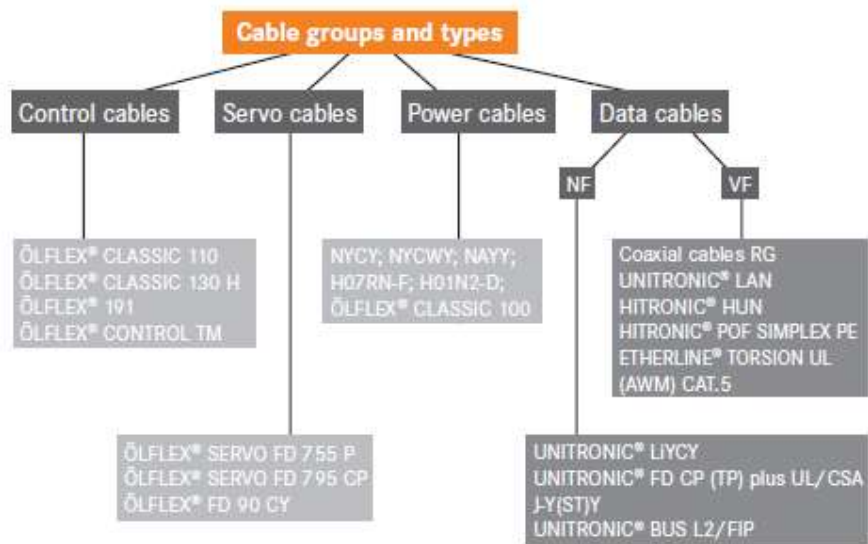 Cable groups and types
Control cables
Servo cables
Power cables
Data cables
NF
VF
ÖLFLEX® CLASSIC 110
ÖLFLEX® CLASSIC 130 H
ÖLFLEX® 191
ÖLFLEX® CONTROL TM
NYCY; NYCWY; NAYY;
H07RN-F; H01N2-D;
ÖLFLEX® CLASSIC 100
Coaxial cables RG
UNITRONIC® LAN
HITRONIC® HUN
HITRONIC® POF SIMPLEX PE
ETHERLINE® TORSION UL
(AWM) CAT.5
ÖLFLEX® SERVO FD 755 P
ÖLFLEX® SERVO FD 795 CP
ÖLFLEX® FD 90 CY
UNITRONIC® LiYCY
UNITRONIC® FD CP (TP) plus UL/CSA
J-Y(ST)Y
UNITRONIC® BUS L2/FIP